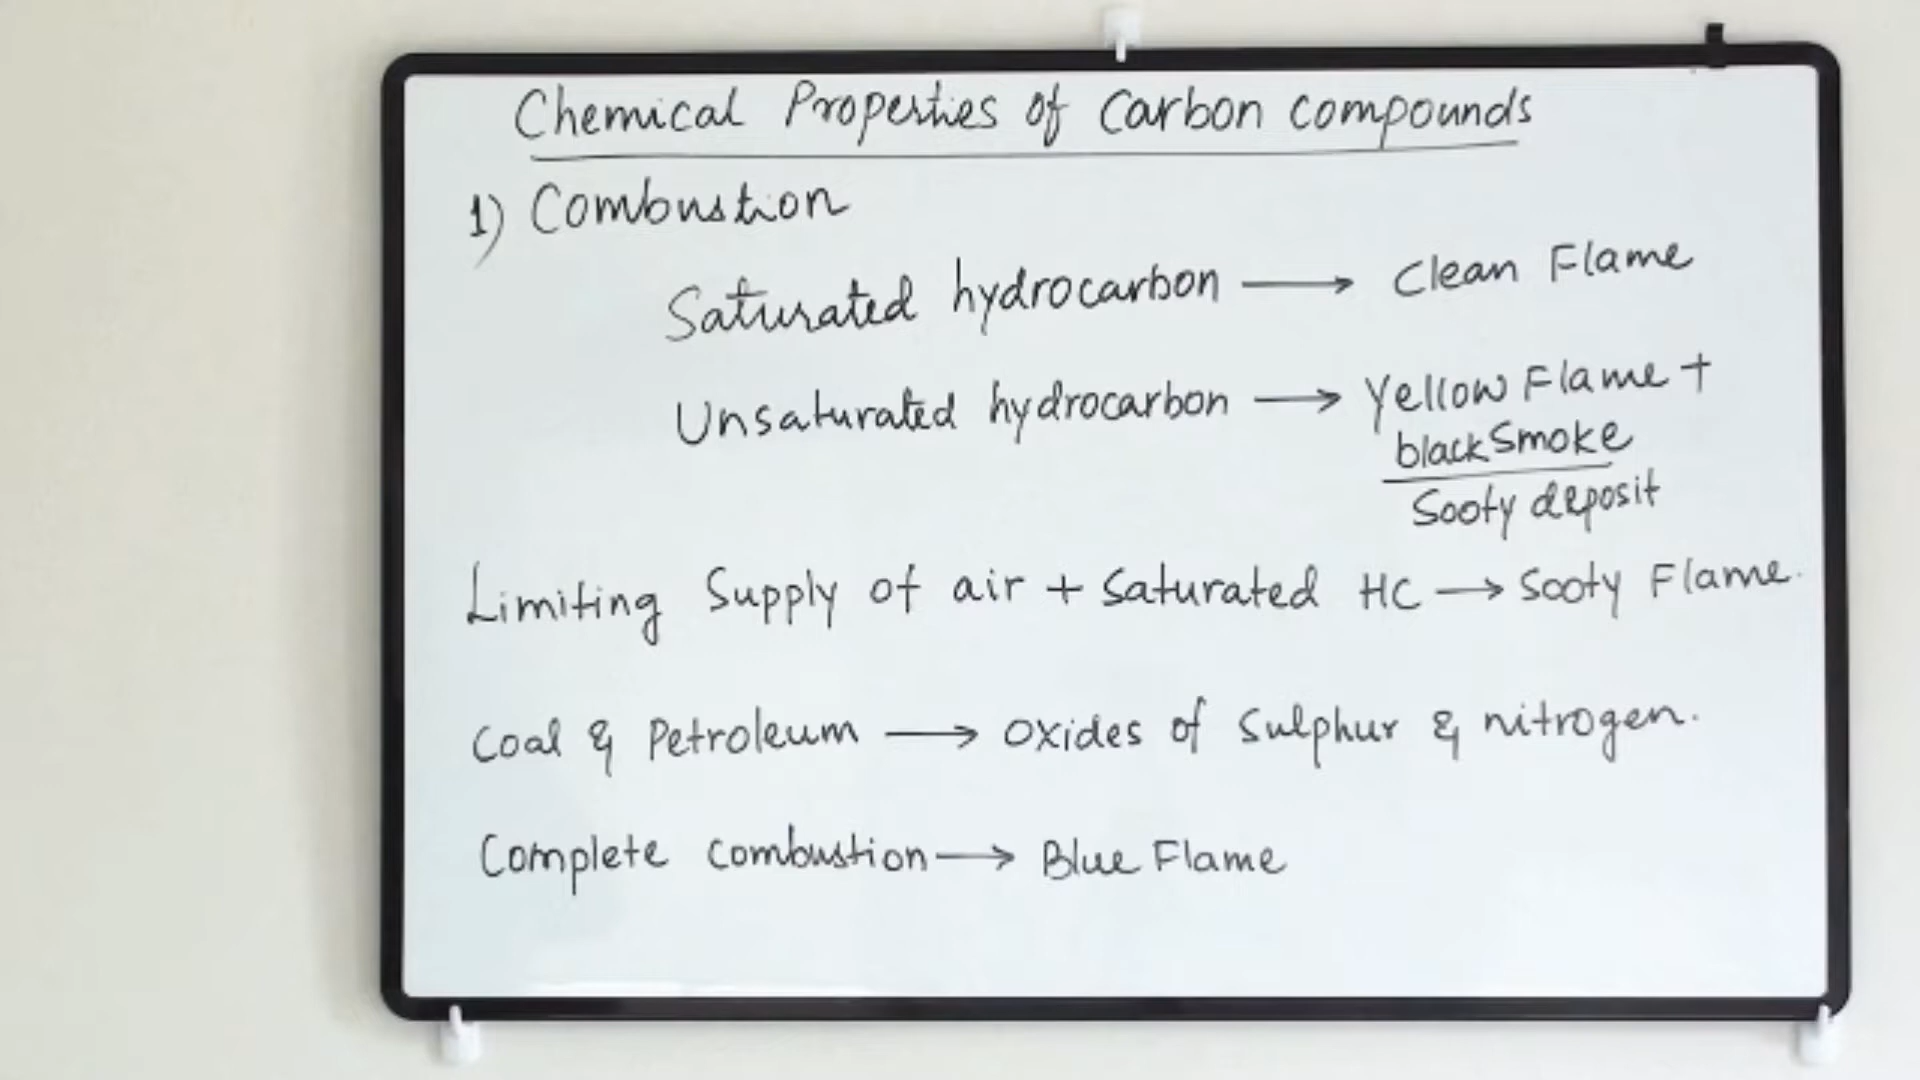 Chemical Properties of Carbon compounds
1) Combustion
Saturated hydrocarbon → Clean Flame
Unsaturated hydrocarbon → Yellow Flame +
black Smoke
Sooty deposit
Limiting Supply of air + Saturated HC → Sooty Flame.
Coal & Petroleum → Oxides of Sulphur & nitrogen.
Complete Combustion → Blue Flame